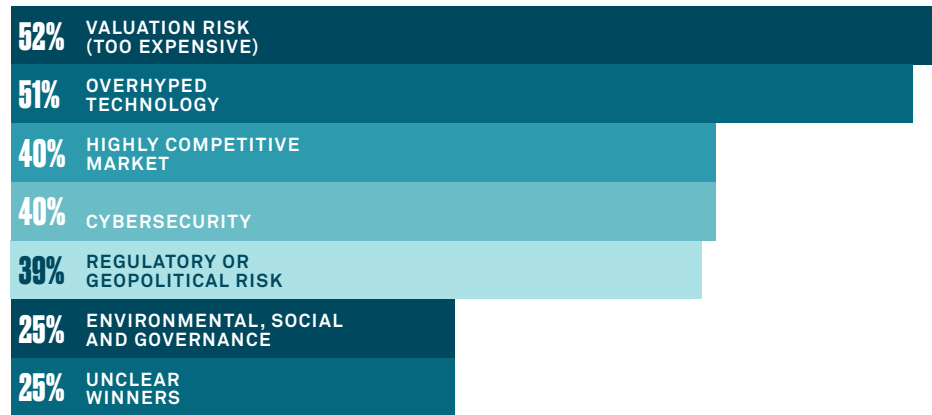 52% VALUATION RISK
(TOO EXPENSIVE)
51% OVERHYPED
TECHNOLOGY
40% HIGHLY COMPETITIVE
MARKET
40% CYBERSECURITY
39% REGULATORY OR
GEOPOLITICAL RISK
25% ENVIRONMENTAL, SOCIAL
AND GOVERNANCE
25% UNCLEAR
WINNERS